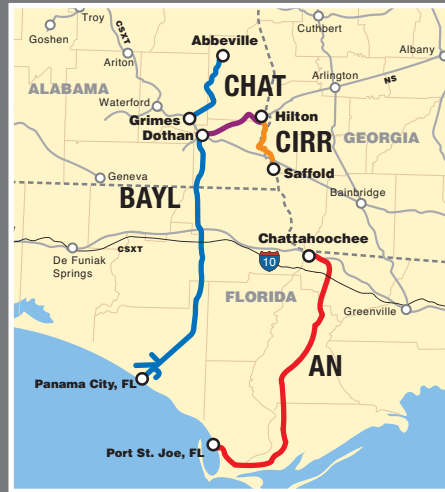 Troy
Goshen
CSXT
Ariton
Abbeville
Cuthbert
Albany
ALABAMA
CHAT
Arlington
NS
Waterford
Grimes
Hilton
Dothan
CIRR
GEORGIA
Saffold
Geneva
BAYL
Bainbridge
Chattahoochee
CSXT
De Funiak
Springs
10
FLORIDA
Greenville
AN
Panama City, FL
Port St. Joe, FL